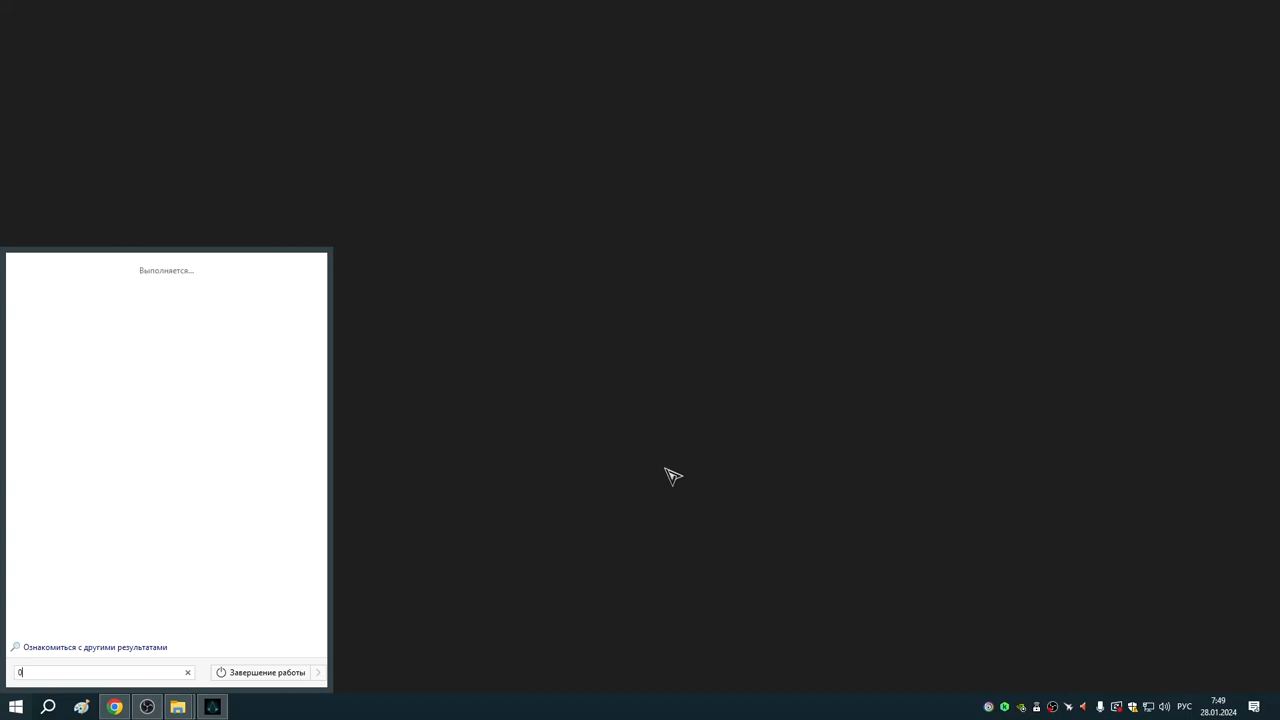 Выполняется...
Ознакомиться с другими результатами
0
Завершение работы
РУС
7:49
28.01.2024